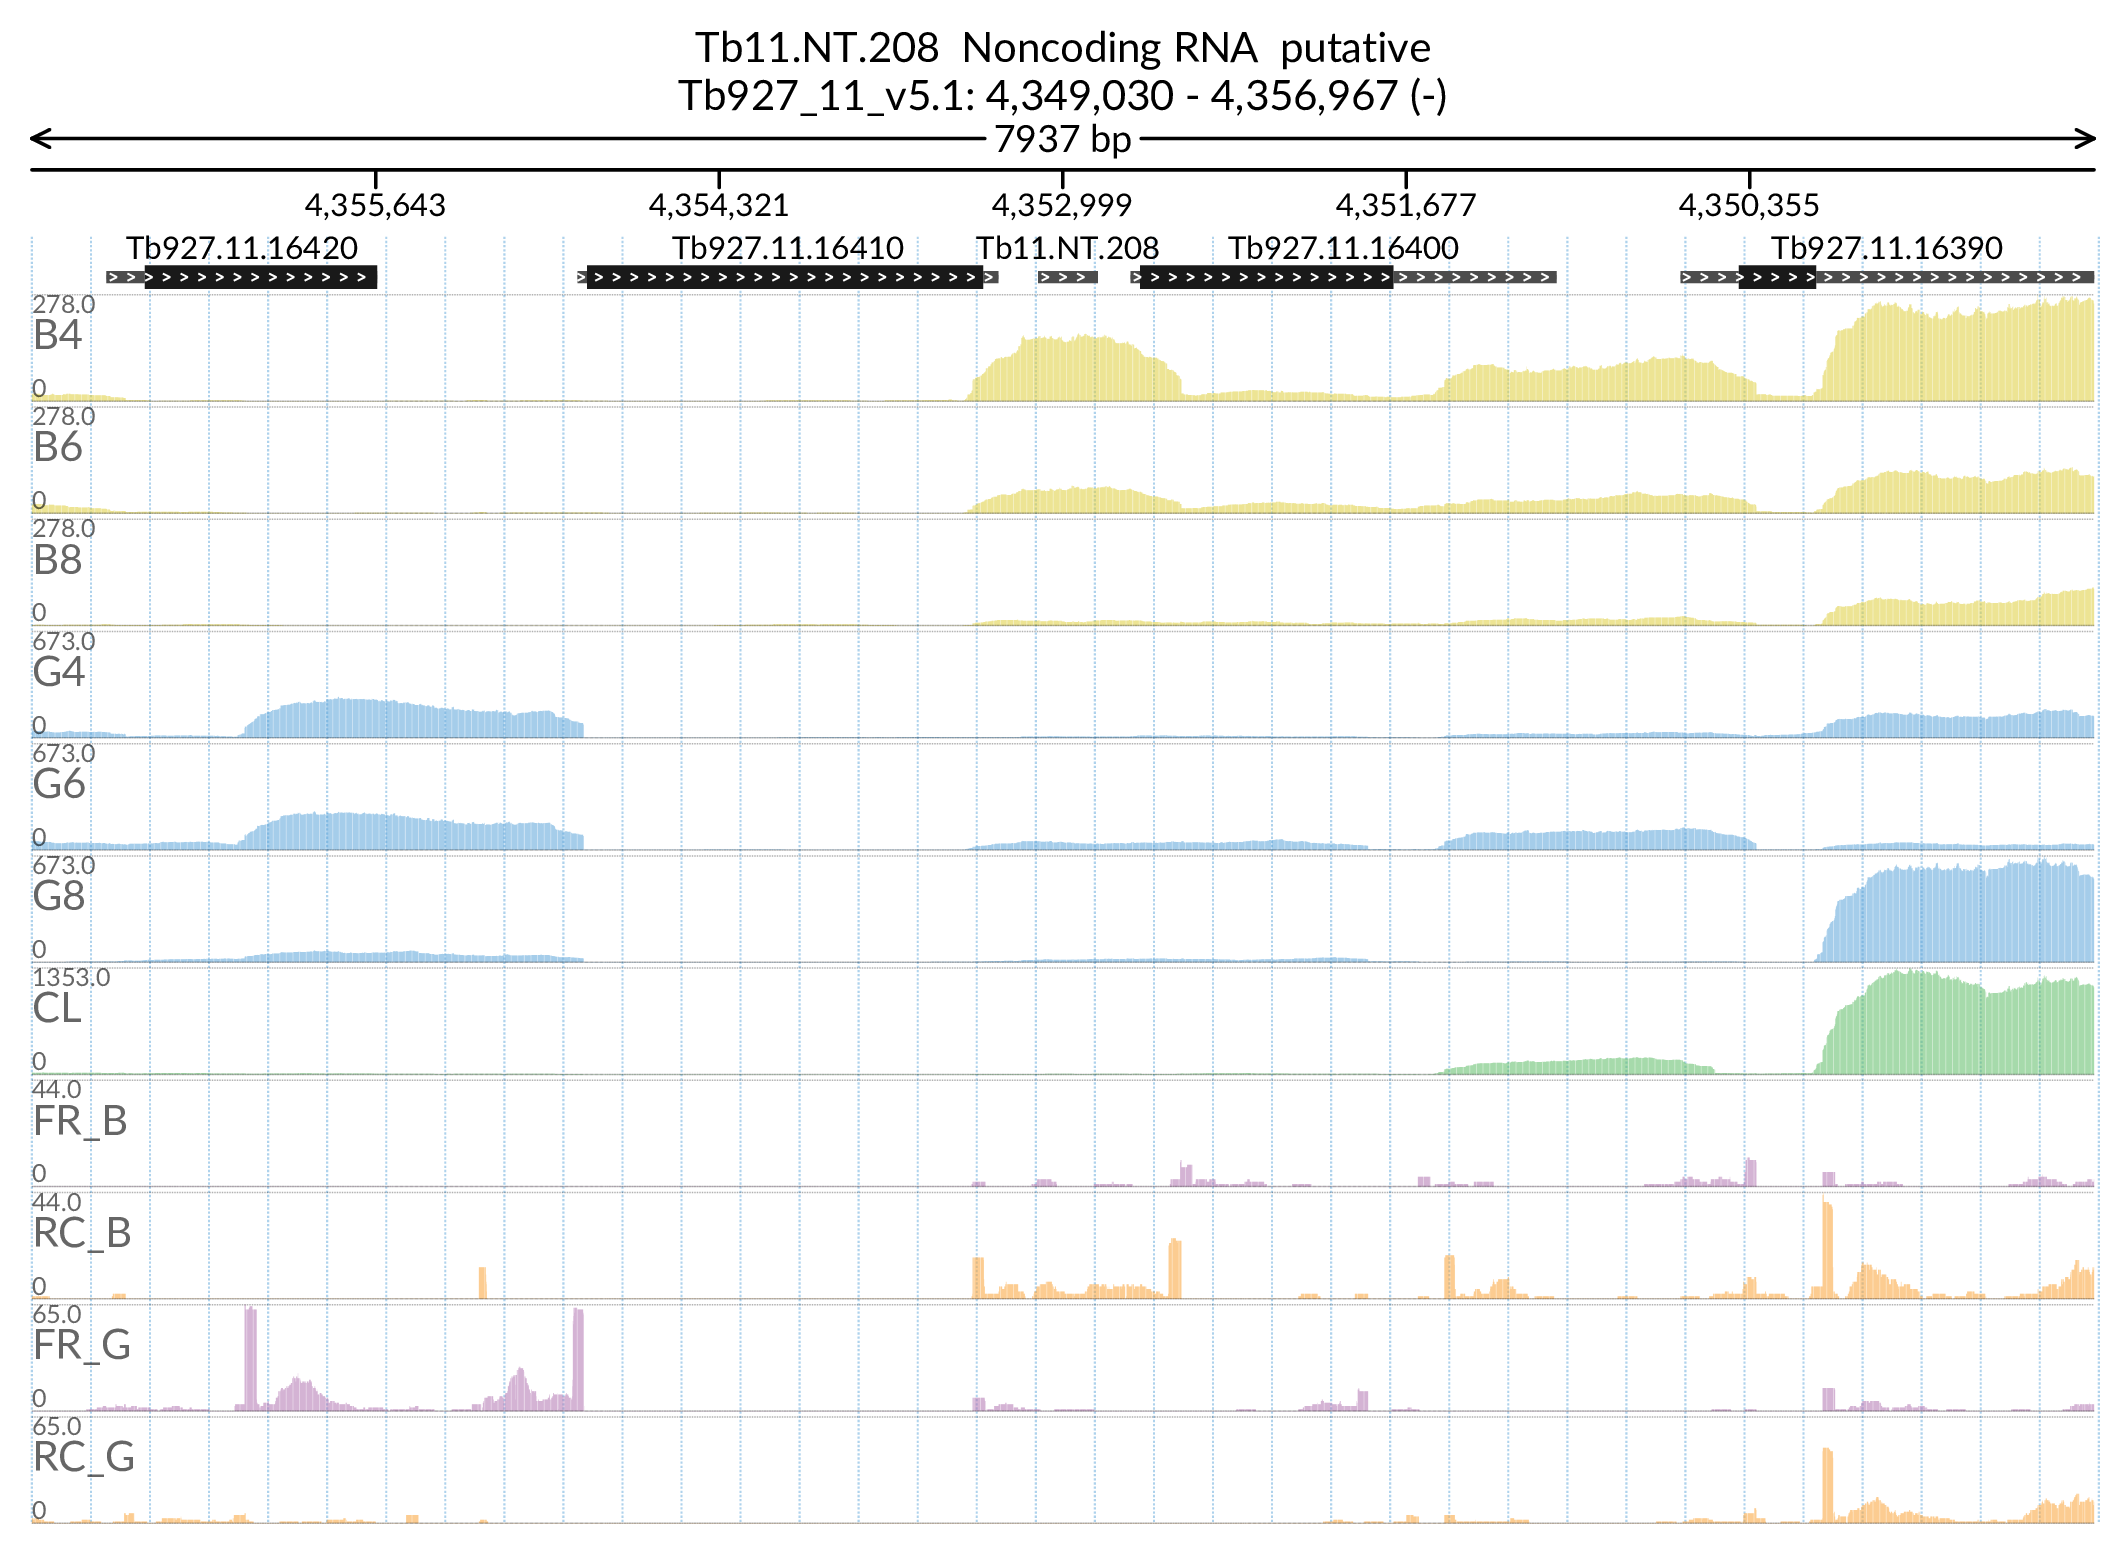 Tb11.NT.208 Noncoding RNA putative
Tb927_11_v5.1: 4,349,030 - 4,356,967 (-)
7937 bp
4,355,643 4,354,321 4,352,999 4,351,677 4,350,355
Tb927.11.16420 Tb927.11.16410 Tb11.NT.208 Tb927.11.16400 Tb927.11.16390
278.0
B4
0
278.0
B6
0
278.0
B8
0
673.0
G4
0
673.0
G6
0
673.0
G8
0
1353.0
CL
0
44.0
FR_B
0
44.0
RC_B
0
65.0
FR_G
0
65.0
RC_G
0